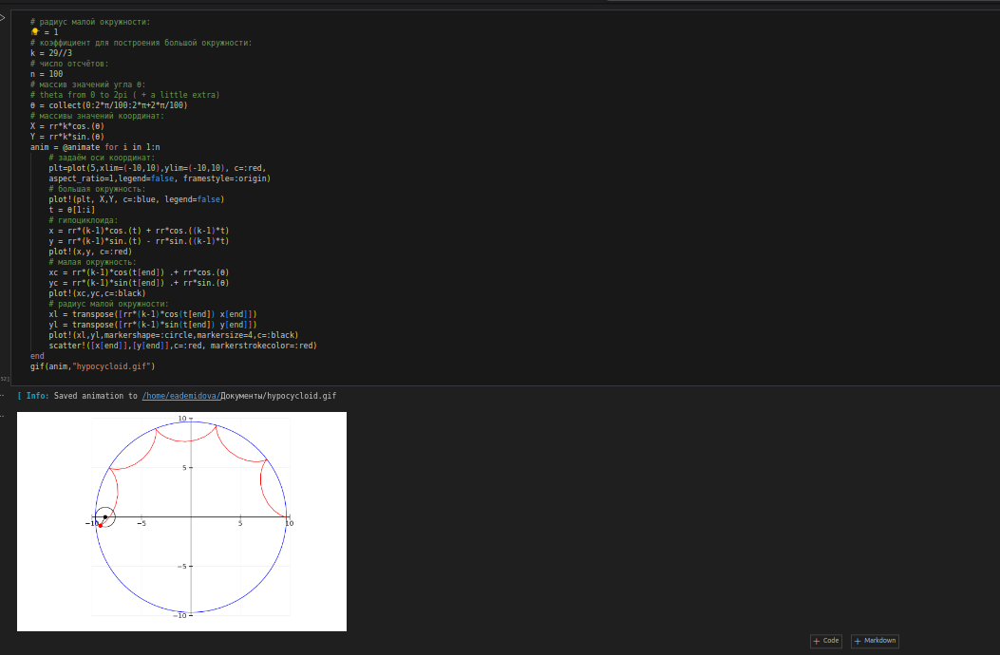 # радиус малой окружности:
= 1
# коэффициент для построения большой окружности:
k = 29//3
# число отсчётов:
n = 100
# массив значений угла θ:
# theta from 0 to 2pi ( + a little extra)
θ = collect(0:2*π/100:2*π+2*π/100)
# массивы значений координат:
X = rr*k*cos.(θ)
Y = rr*k*sin.(θ)
anim = @animate for i in 1:n
# задаём оси координат:
plt=plot(5,xlim=(-10,10),ylim=(-10,10), c=:red,
aspect_ratio=1,legend=false, framestyle=:origin)
# большая окружность:
plot!(plt, X,Y, c=:blue, legend=false)
t = θ[1:i]
# гипоциклоида:
x = rr*(k-1)*cos.(t) + rr*cos.((k-1)*t)
y = rr*(k-1)*sin.(t) - rr*sin.((k-1)*t)
plot!(x,y, c=:red)
# малая окружность:
xc = rr*(k-1)*cos(t[end]) .+ rr*cos.(θ)
yc = rr*(k-1)*sin(t[end]) .+ rr*sin.(θ)
plot!(xc,yc,c=:black)
# радиус малой окружности:
xl = transpose([rr*(k-1)*cos(t[end]) x[end]])
yl = transpose([rr*(k-1)*sin(t[end]) y[end]])
plot!(xl,yl,markershape=:circle,markersize=4,c=:black)
scatter!([x[end]],[y[end]],c=:red, markerstrokecolor=:red)
end
gif(anim,"hypocycloid.gif")
[ Info: Saved animation to /home/eademidova/Документы/hypocycloid.gif
10
5
-10 -5 5 10
-5
-10
+ Code + Markdown